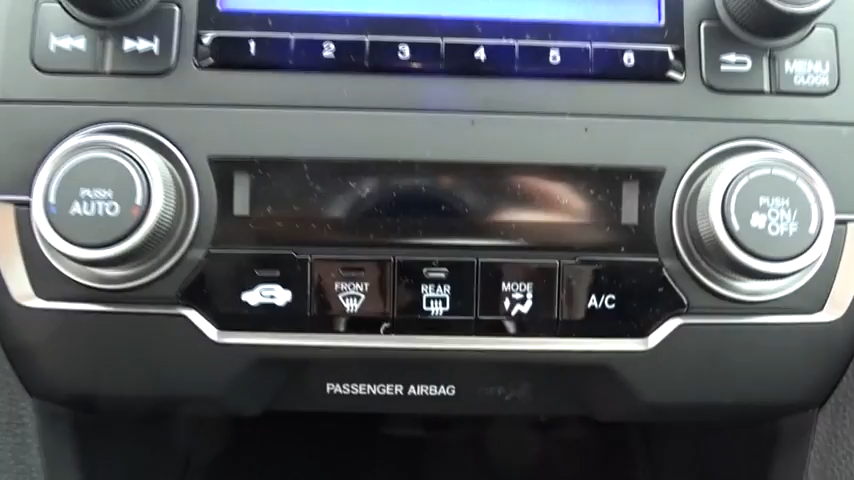 1 2 3 4 5 6
MENU
CLOCK
PUSH
AUTO
PUSH
ON/
OFF
FRONT
REAR
MODE
A/C
PASSENGER AIRBAG